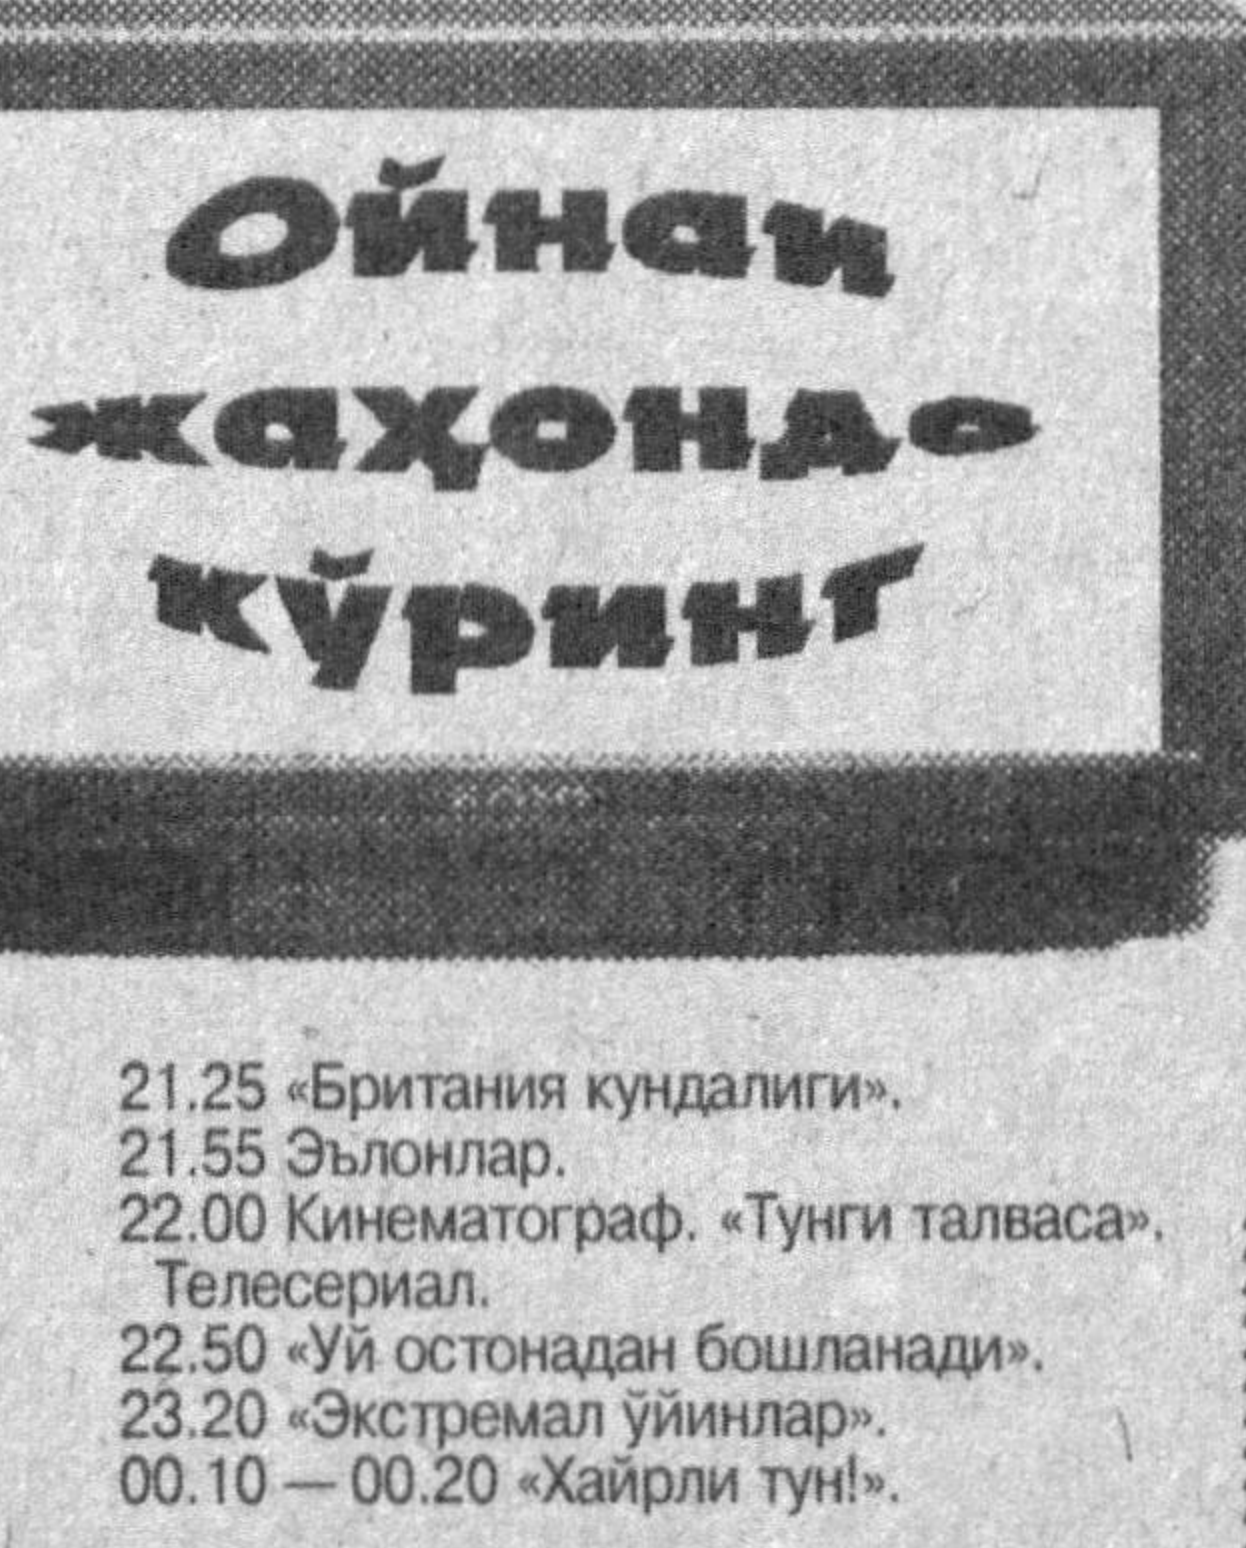 Ойнаи
жаҳонда
кўринг
21.25 «Британия кундалиги».
21.55 Эълонлар.
22.00 Кинематограф. «Тунги талваса».
Телесериал.
22.50 «Уй остонадан бошланади».
23.20 «Экстремал ўйинлар».
00.10 — 00.20 «Хайрли тун!».